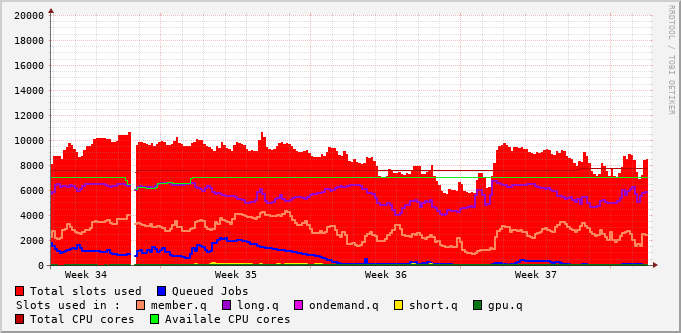 RRDTOOL / TOBI OETIKER
20000
18000
16000
14000
12000
10000
8000
6000
4000
2000
0
Week 34 Week 35 Week 36 Week 37
Total slots used Queued Jobs
Slots used in : member.q long.q ondemand.q short.q gpu.q
Total CPU cores Availale CPU cores